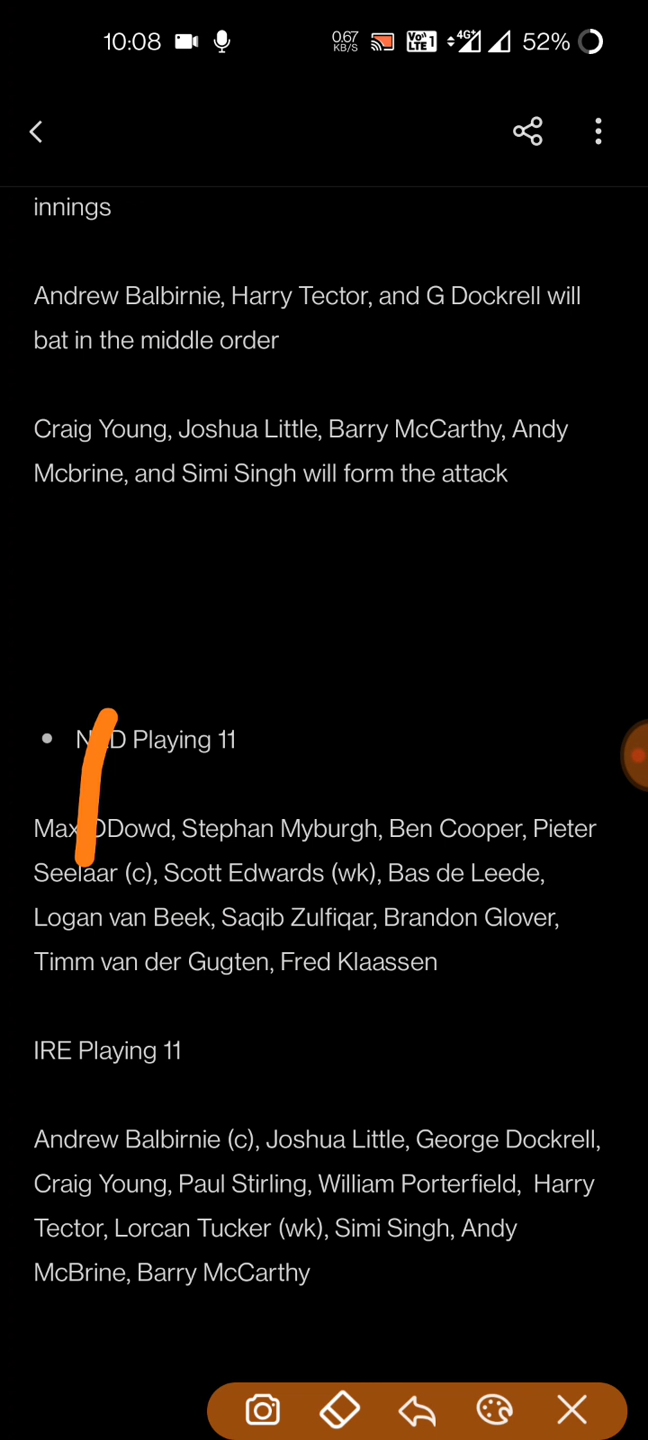 10:08 0.67 KB/S VoLTE 1 4G+ 52%
innings
Andrew Balbirnie, Harry Tector, and G Dockrell will
bat in the middle order
Craig Young, Joshua Little, Barry McCarthy, Andy
Mcbrine, and Simi Singh will form the attack
Playing 11
Stephan Myburgh, Ben Cooper, Pieter
Seelaar (c), Scott Edwards (wk), Bas de Leede,
Logan van Beek, Saqib Zulfiqar, Brandon Glover,
Timm van der Gugten, Fred Klaassen
IRE Playing 11
Andrew Balbirnie (c), Joshua Little, George Dockrell,
Craig Young, Paul Stirling, William Porterfield, Harry
Tector, Lorcan Tucker (wk), Simi Singh, Andy
McBrine, Barry McCarthy